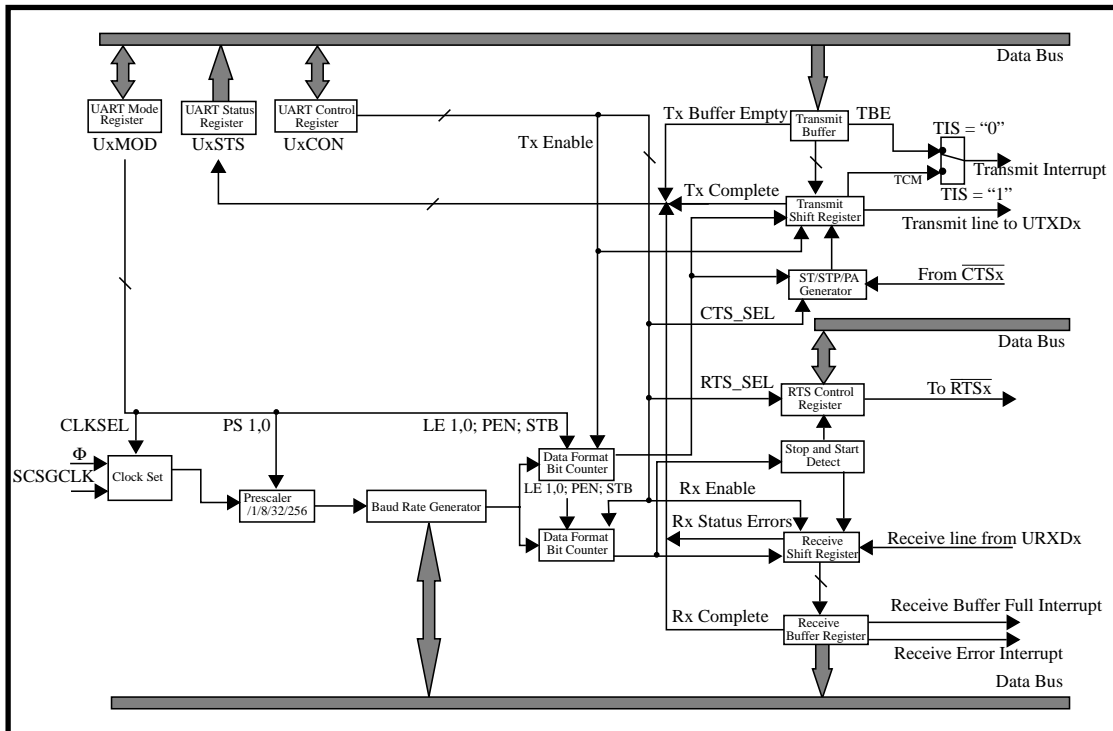 Data Bus
UART Mode
Register
UxMOD
UART Status
Register
UxSTS
UART Control
Register
UxCON
Tx Enable
Tx Buffer Empty
Transmit
Buffer
TBE
TIS = “0”
Transmit Interrupt
TCM
TIS = “1”
Tx Complete
Transmit
Shift Register
Transmit line to UTXDx
ST/STP/PA
Generator
From CTSx
CTS_SEL
Data Bus
RTS_SEL
RTS Control
Register
To RTSx
CLKSEL
PS 1,0
LE 1,0; PEN; STB
Φ
SCSGCLK
Clock Set
Prescaler
/1/8/32/256
Baud Rate Generator
Data Format
Bit Counter
LE 1,0; PEN; STB
Data Format
Bit Counter
Stop and Start
Detect
Rx Enable
Rx Status Errors
Receive
Shift Register
Receive line from URXDx
Rx Complete
Receive
Buffer Register
Receive Buffer Full Interrupt
Receive Error Interrupt
Data Bus